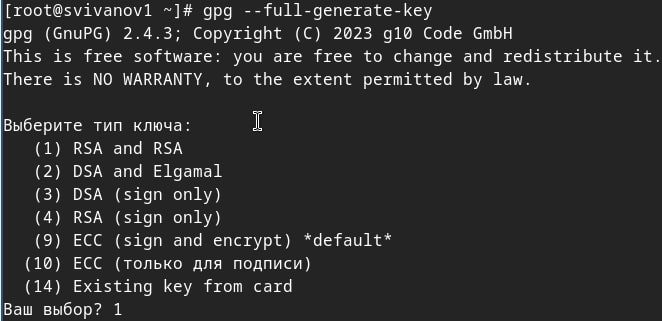 [root@svivanov1 ~]# gpg --full-generate-key
gpg (GnuPG) 2.4.3; Copyright (C) 2023 g10 Code GmbH
This is free software: you are free to change and redistribute it.
There is NO WARRANTY, to the extent permitted by law.

Выберите тип ключа:
   (1) RSA and RSA
   (2) DSA and Elgamal
   (3) DSA (sign only)
   (4) RSA (sign only)
   (9) ECC (sign and encrypt) *default*
  (10) ECC (только для подписи)
  (14) Existing key from card
Ваш выбор? 1